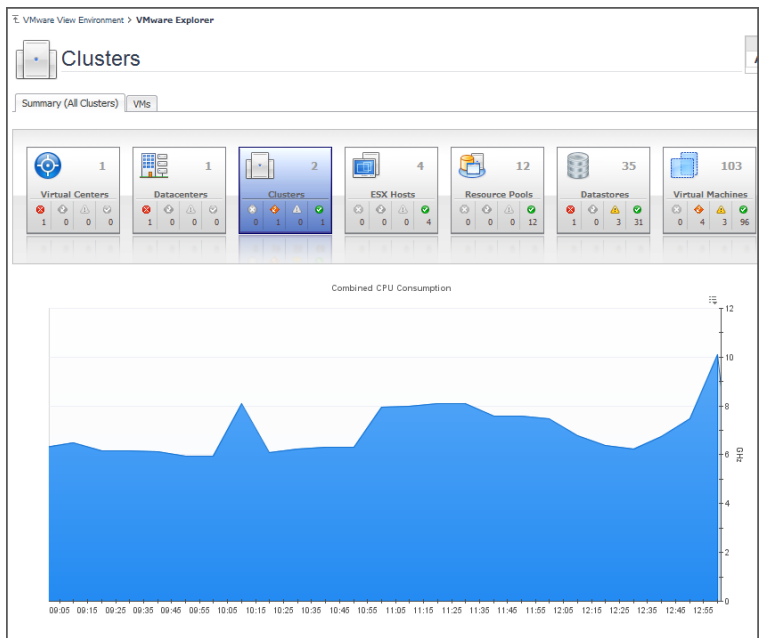 VMware View Environment > VMware Explorer
Clusters
Summary (All Clusters) VMs
1 1 2 4 12 35 103
Virtual Centers Datacenters Clusters ESX Hosts Resource Pools Datastores Virtual Machines
1 0 0 0 1 0 0 0 0 1 0 1 0 0 0 4 0 0 0 12 1 0 3 31 0 4 3 96
Combined CPU Consumption
12
10
8
6
GHz
4
2
0
09:05 09:15 09:25 09:35 09:45 09:55 10:05 10:15 10:25 10:35 10:45 10:55 11:05 11:15 11:25 11:35 11:45 11:55 12:05 12:15 12:25 12:35 12:45 12:55